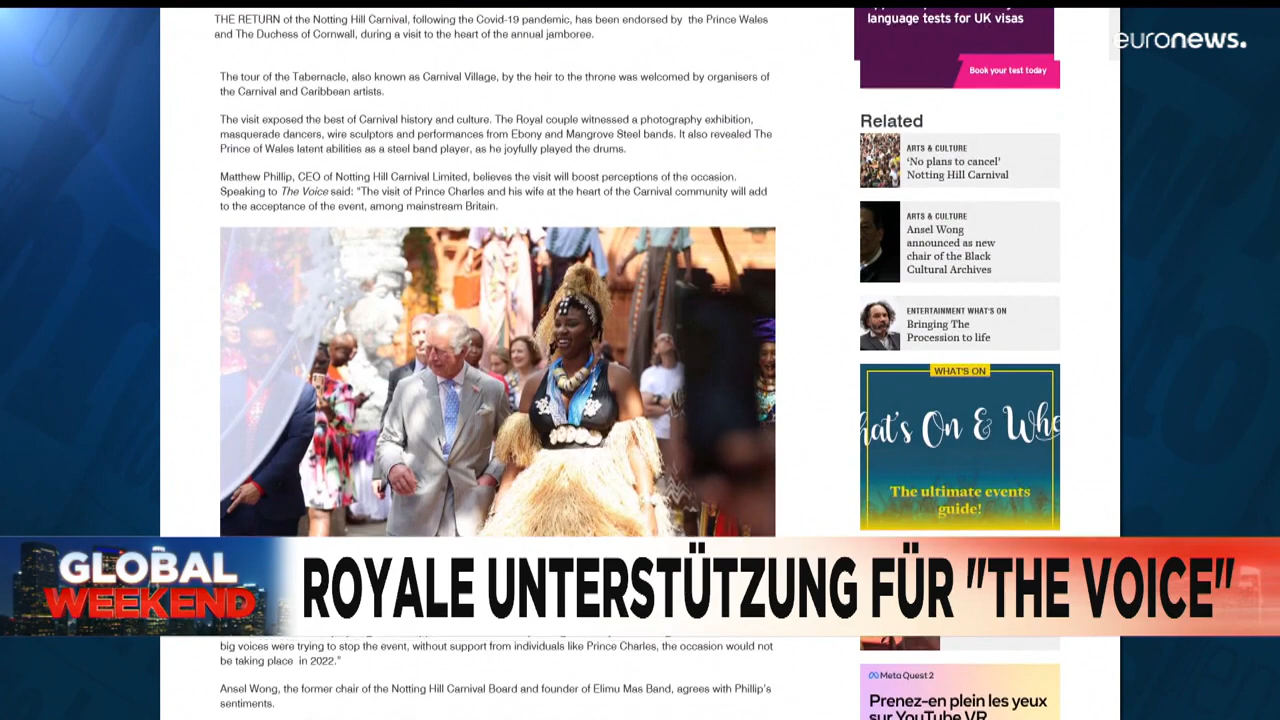 THE RETURN of the Notting Hill Carnival, following the Covid-19 pandemic, has been endorsed by the Prince Wales
and The Duchess of Cornwall, during a visit to the heart of the annual jamboree.
The tour of the Tabernacle, also known as Carnival Village, by the heir to the throne was welcomed by organisers of
the Carnival and Caribbean artists.
The visit exposed the best of Carnival history and culture. The Royal couple witnessed a photography exhibition,
masquerade dancers, wire sculptors and performances from Ebony and Mangrove Steel bands. It also revealed The
Prince of Wales latent abilities as a steel band player, as he joyfully played the drums.
Matthew Phillip, CEO of Notting Hill Carnival Limited, believes the visit will boost perceptions of the occasion.
Speaking to The Voice said: "The visit of Prince Charles and his wife at the heart of the Carnival community will add
to the acceptance of the event, among mainstream Britain.
language tests for UK visas
Book your test today
euronews.
Related
ARTS & CULTURE
'No plans to cancel'
Notting Hill Carnival
ARTS & CULTURE
Ansel Wong
announced as new
chair of the Black
Cultural Archives
ENTERTAINMENT WHAT'S ON
Bringing The
Procession to life
WHAT'S ON
hat's On & Whe
The ultimate events
guide!
GLOBAL
WEEKEND
ROYALE UNTERSTÜTZUNG FÜR "THE VOICE"
big voices were trying to stop the event, without support from individuals like Prince Charles, the occasion would not
be taking place in 2022."
Ansel Wong, the former chair of the Notting Hill Carnival Board and founder of Elimu Mas Band, agrees with Phillip's
sentiments.
Meta Quest 2
Prenez-en plein les yeux
sur YouTube VR